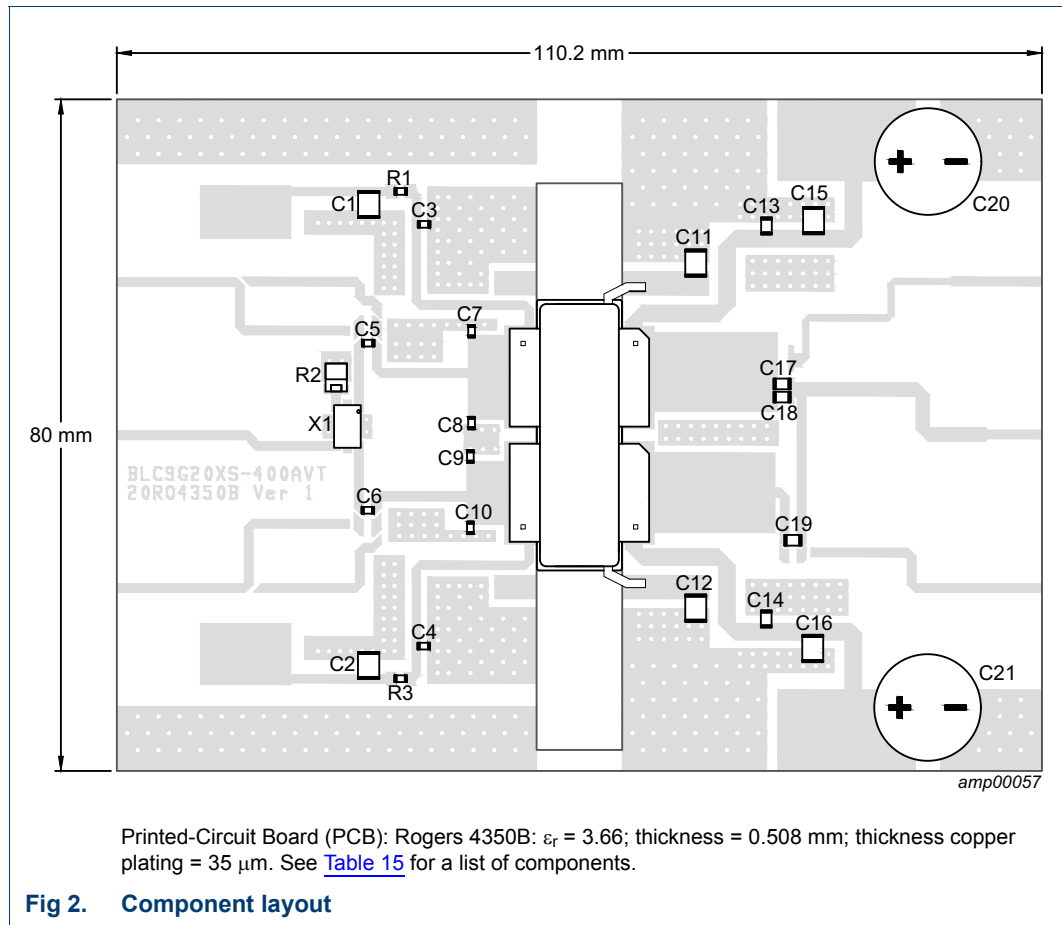 110.2 mm
80 mm
R1
C1
C3
C15
C13
C20
C11
C7
C5
C17
R2
C18
X1
C8
C9
BLC9G20XS-400AVT
20RO4350B Ver 1
C6
C10
C19
C12
C14
C4
C16
C2
C21
R3
amp00057
Printed-Circuit Board (PCB): Rogers 4350B: εr = 3.66; thickness = 0.508 mm; thickness copper
plating = 35 μm. See Table 15 for a list of components.
Fig 2. Component layout